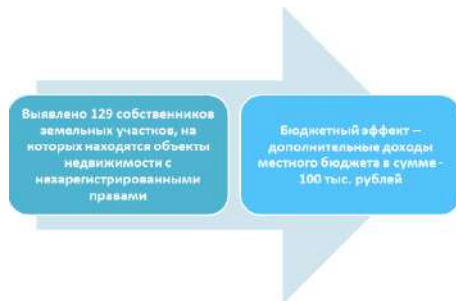 Выявлено 129 собственников
земельных участков, на
которых находятся объекты
недвижимости с
незарегистрированными
правами
Бюджетный эффект –
дополнительные доходы
местного бюджета в сумме -
100 тыс. рублей